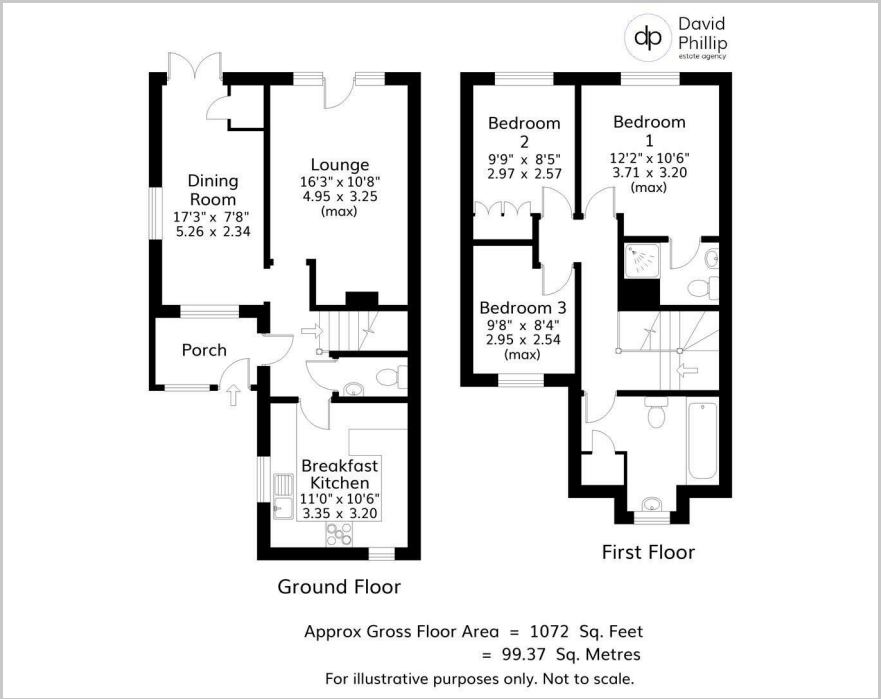 dp
David
Phillip
estate agency
Dining
Room
17'3" x 7'8"
5.26 x 2.34
Lounge
16'3" x 10'8"
4.95 x 3.25
(max)
Porch
Breakfast
Kitchen
11'0" x 10'6"
3.35 x 3.20
Ground Floor
Bedroom
2
9'9" x 8'5"
2.97 x 2.57
Bedroom
1
12'2" x 10'6"
3.71 x 3.20
(max)
Bedroom 3
9'8" x 8'4"
2.95 x 2.54
(max)
First Floor
Approx Gross Floor Area = 1072 Sq. Feet
= 99.37 Sq. Metres
For illustrative purposes only. Not to scale.